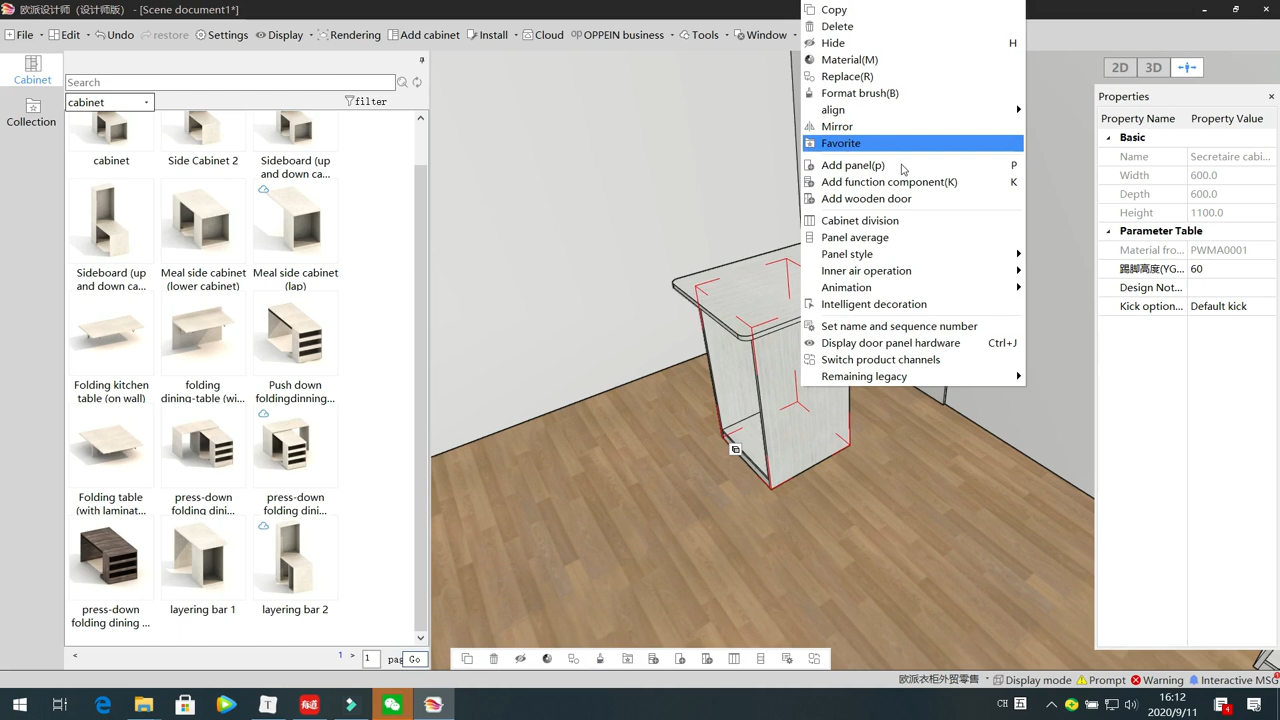 欧派设计师（设计师版） - [Scene document1*]
File
Edit
Undo
restore
Settings
Display
Rendering
Add cabinet
Install
Cloud
OPPEIN business
Tools
Window
Copy
Delete
Hide H
Material(M)
Replace(R)
Format brush(B)
align
Mirror
Favorite
Add panel(p) P
Add function component(K) K
Add wooden door
Cabinet division
Panel average
Panel style
Inner air operation
Animation
Intelligent decoration
Set name and sequence number
Display door panel hardware Ctrl+J
Switch product channels
Remaining legacy
Cabinet
Collection
Search
cabinet
filter
cabinet
Side Cabinet 2
Sideboard (up
and down ca...
Sideboard (up
and down ca...
Meal side cabinet
(lower cabinet)
Meal side cabinet
(lap)
Folding kitchen
table (on wall)
folding
dining-table (wi...
Push down
foldingdinning...
Folding table
(with laminat...
press-down
folding dini...
press-down
folding dini...
press-down
folding dining ...
layering bar 1
layering bar 2
< 1 > 1 pag Go
2D
3D
Properties
Property Name Property Value
Basic
Name Secretaire cabi...
Width 600.0
Depth 600.0
Height 1100.0
Parameter Table
Material fro... PWMA0001
踢脚高度(YG... 60
Design Not...
Kick option... Default kick
欧派衣柜外贸零售
Display mode
Prompt
Warning
Interactive MSG
CH
五
16:12
2020/9/11
4